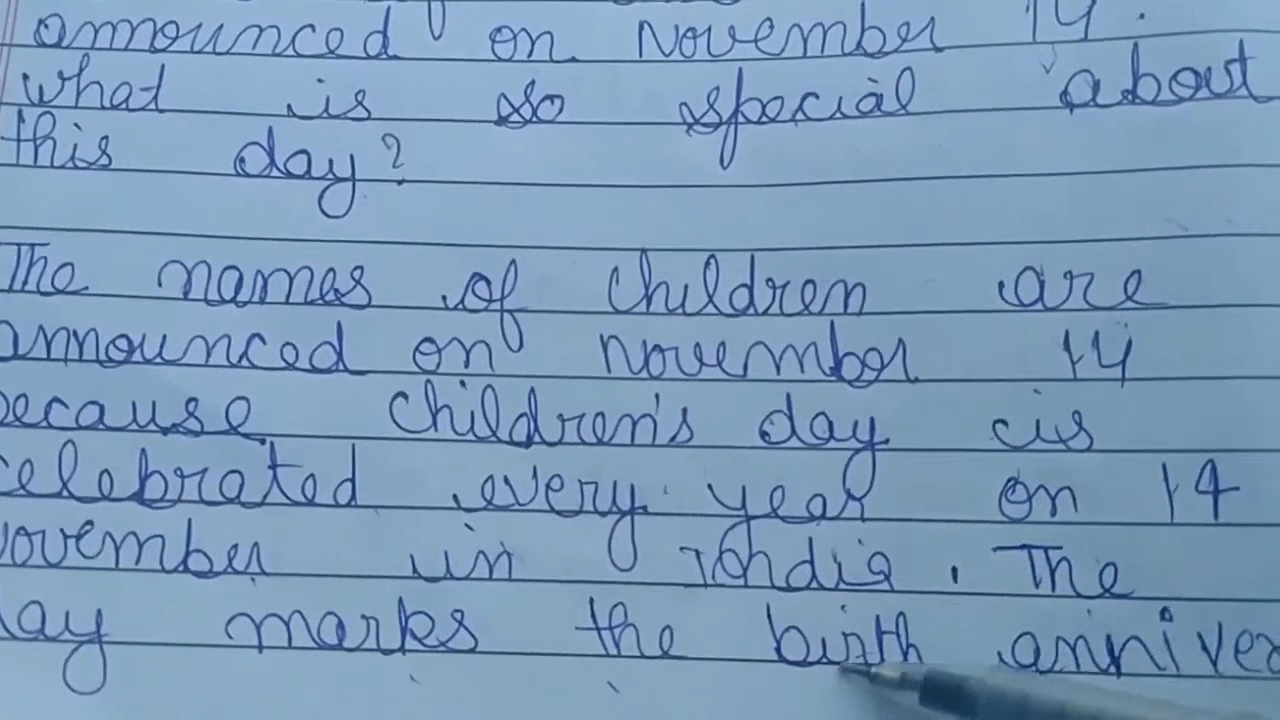 announced on November 14.
what is so special about
this day?
The names of children are
announced on november 14
because children's day is
celebrated every year on 14
november in India. The
day marks the birth anniver